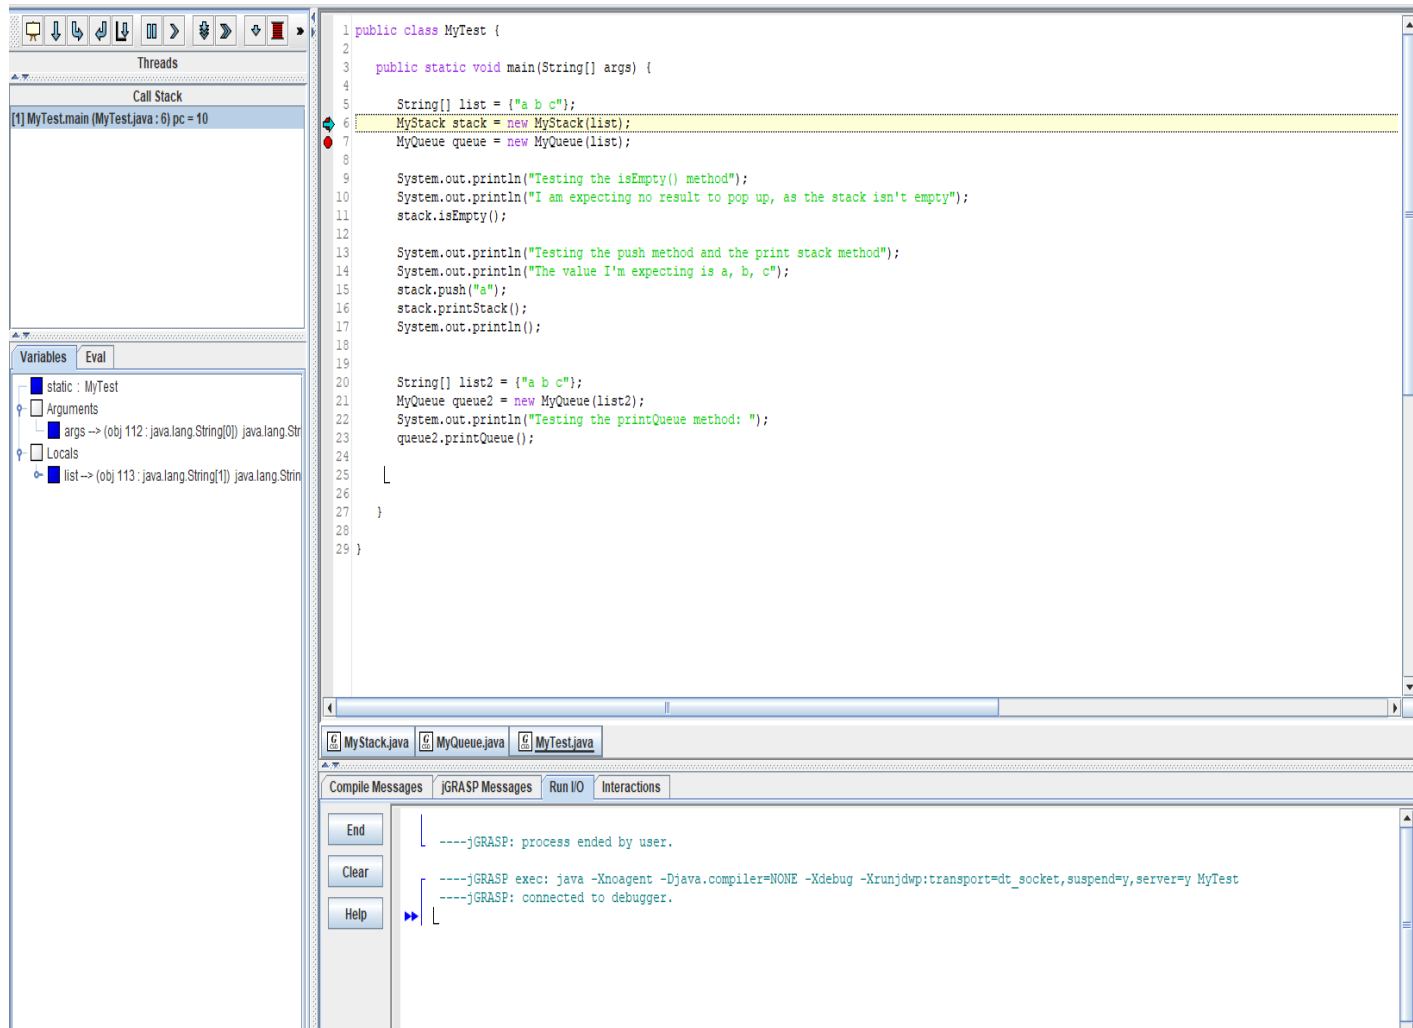 Threads
Call Stack
[1] MyTest.main (MyTest.java : 6) pc = 10
Variables Eval
static : MyTest
Arguments
args --> (obj 112 : java.lang.String[0]) java.lang.Str
Locals
list --> (obj 113 : java.lang.String[1]) java.lang.Strin
1 public class MyTest {
2
3 public static void main(String[] args) {
4
5 String[] list = {"a b c"};
6 MyStack stack = new MyStack(list);
7 MyQueue queue = new MyQueue(list);
8
9 System.out.println("Testing the isEmpty() method");
10 System.out.println("I am expecting no result to pop up, as the stack isn't empty");
11 stack.isEmpty();
12
13 System.out.println("Testing the push method and the print stack method");
14 System.out.println("The value I'm expecting is a, b, c");
15 stack.push("a");
16 stack.printStack();
17 System.out.println();
18
19
20 String[] list2 = {"a b c"};
21 MyQueue queue2 = new MyQueue(list2);
22 System.out.println("Testing the printQueue method: ");
23 queue2.printQueue();
24
25
26
27 }
28
29 }
MyStack.java MyQueue.java MyTest.java
Compile Messages jGRASP Messages Run I/O Interactions
End
Clear
Help
----jGRASP: process ended by user.
----jGRASP exec: java -Xnoagent -Djava.compiler=NONE -Xdebug -Xrunjdwp:transport=dt_socket,suspend=y,server=y MyTest
----jGRASP: connected to debugger.